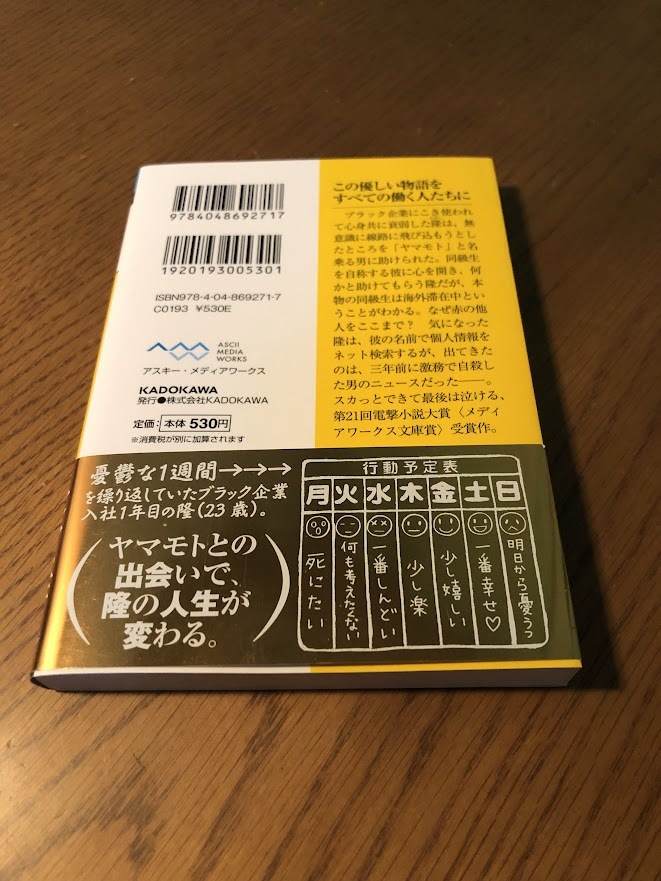 9784048692717
1920193005301
ISBN978-4-04-869271-7
C0193 ¥530E
ASCII
MEDIA
WORKS
アスキー・メディアワークス
KADOKAWA
発行●株式会社KADOKAWA
定価:本体530円
※消費税が別に加算されます
この優しい物語を
すべての働く人たちに
ブラック企業にこき使われ
て心身共に衰弱した隆は、無
意識に線路に飛び込もうとし
たところを「ヤマモト」と名
乗る男に助けられた。同級生
を自称する彼に心を開き、何
かと助けてもらう隆だが、本
物の同級生は海外滞在中とい
うことがわかる。なぜ赤の他
人をここまで? 気になった
隆は、彼の名前で個人情報を
ネット検索するが、出てきた
のは、三年前に激務で自殺し
た男のニュースだった――。
スカっとできて最後は泣ける、
第21回電撃小説大賞〈メディ
アワークス文庫賞〉受賞作。
憂鬱な1週間→→→
を繰り返していたブラック企業
入社1年目の隆(23歳)。
(ヤマモトとの
出会いで、
隆の人生が
変わる。)
行動予定表
月火水木金土日
死にたい
何も考えたくない
一番しんどい
少し楽
少し嬉しい
一番幸せ♡
明日から憂うつ